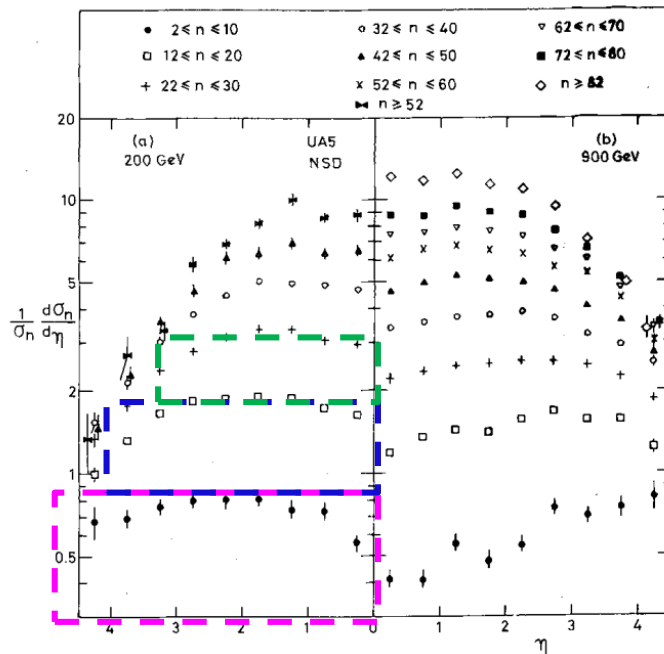 • 2 ≤ n ≤ 10
□ 12 ≤ n ≤ 20
+ 22 ≤ n ≤ 30
○ 32 ≤ n ≤ 40
▲ 42 ≤ n ≤ 50
x 52 ≤ n ≤ 60
n ≥ 52
▽ 62 ≤ n ≤ 70
■ 72 ≤ n ≤ 80
◇ n ≥ 82
20
(a)
200 GeV
UA5
NSD
(b)
900 GeV
10
5
1/σn dσn/dη
2
1
0.5
4 3 2 1 0 1 2 3 4
η